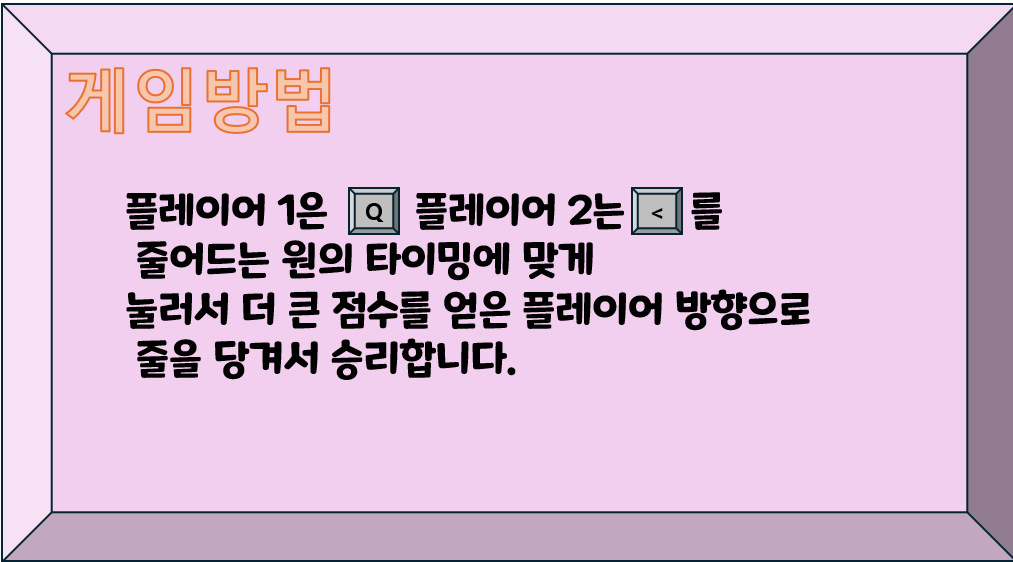 게임방법
플레이어 1은 Q 플레이어 2는 < 를
줄어드는 원의 타이밍에 맞게
눌러서 더 큰 점수를 얻은 플레이어 방향으로
줄을 당겨서 승리합니다.